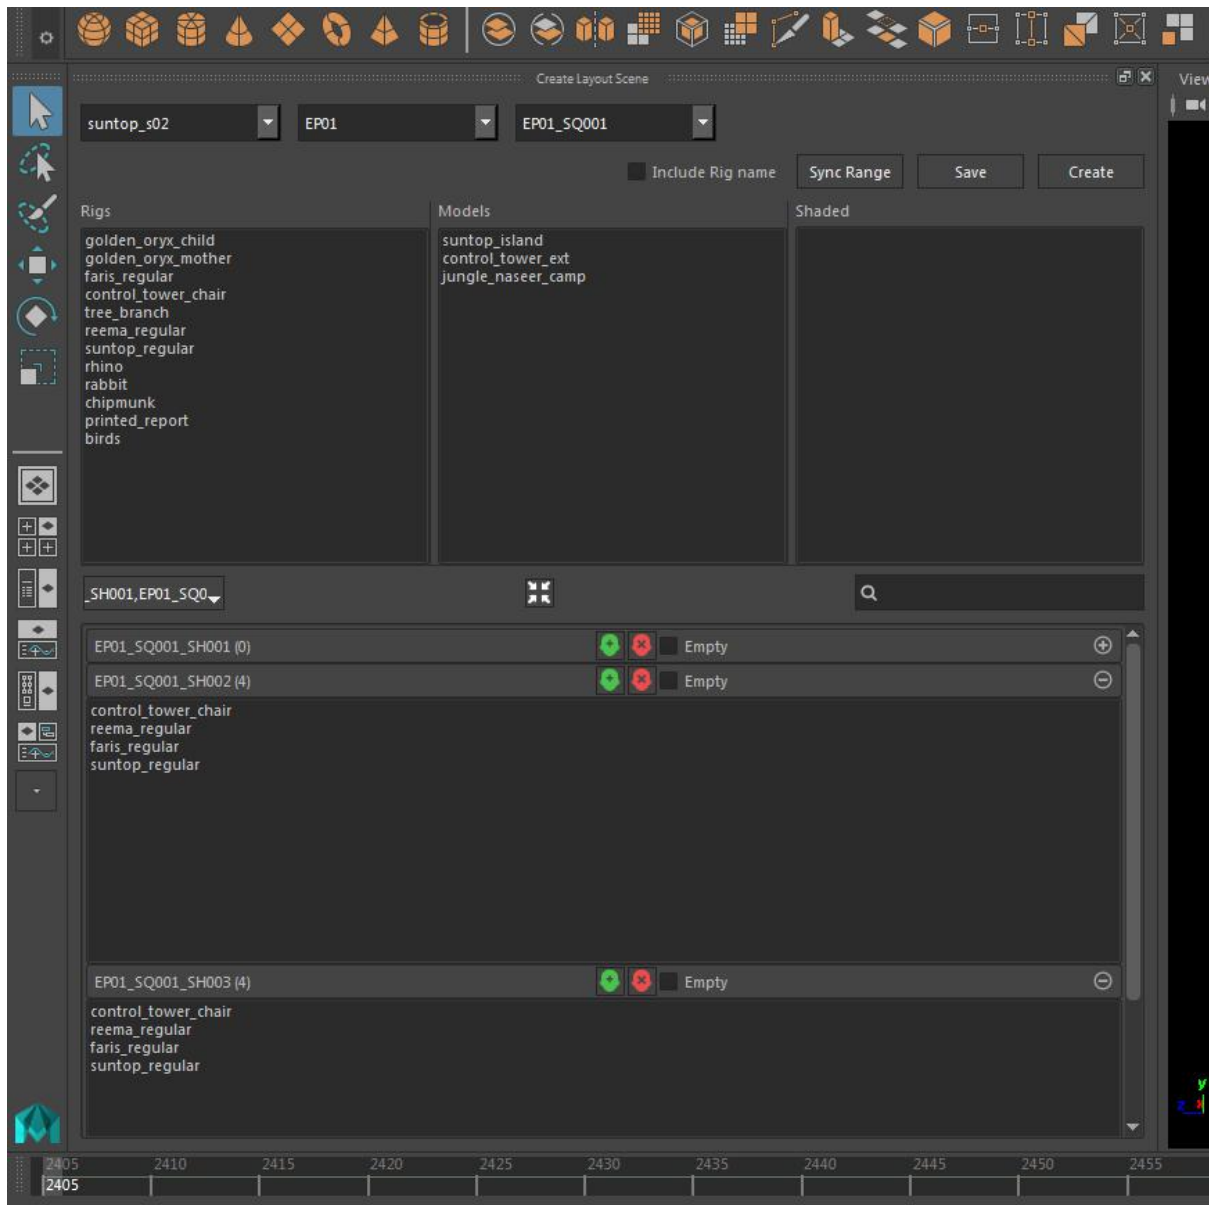 Create Layout Scene
View
suntop_s02
EP01
EP01_SQ001
Include Rig name
Sync Range
Save
Create
Rigs
Models
Shaded
golden_oryx_child
golden_oryx_mother
faris_regular
control_tower_chair
tree_branch
reema_regular
suntop_regular
rhino
rabbit
chipmunk
printed_report
birds
suntop_island
control_tower_ext
jungle_naseer_camp
_SH001,EP01_SQ0
EP01_SQ001_SH001 (0)
Empty
EP01_SQ001_SH002 (4)
Empty
control_tower_chair
reema_regular
faris_regular
suntop_regular
EP01_SQ001_SH003 (4)
Empty
control_tower_chair
reema_regular
faris_regular
suntop_regular
y
z x
2405 2410 2415 2420 2425 2430 2435 2440 2445 2450 2455
2405